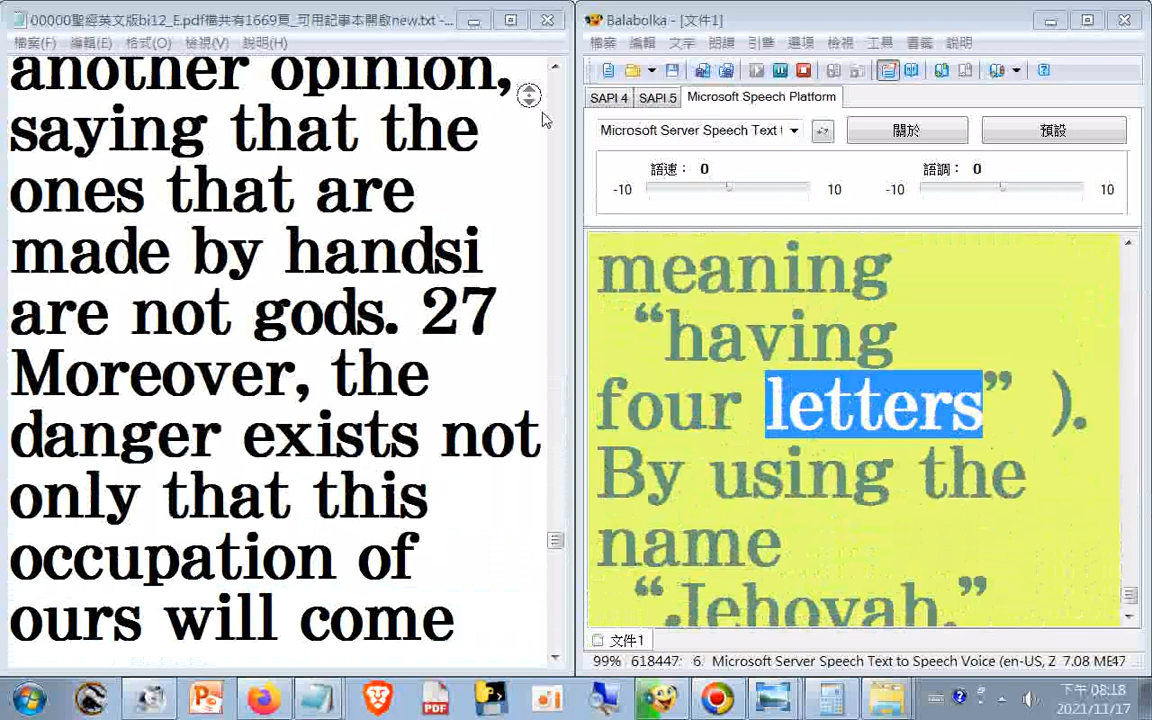 00000聖經英文版bi12_E.pdf檔共有1669頁_可用記事本開啟new.txt -...
檔案(F) 編輯(E) 格式(O) 檢視(V) 說明(H)
another opinion,
saying that the
ones that are
made by handsi
are not gods. 27
Moreover, the
danger exists not
only that this
occupation of
ours will come
Balabolka - [文件1]
檔案 編輯 文字 朗讀 引擎 選項 檢視 工具 書籤 說明
SAPI 4 SAPI 5 Microsoft Speech Platform
Microsoft Server Speech Text 關於 預設
語速: 0 語調: 0
-10 10 -10 10
meaning
“having
four letters” ).
By using the
name
“Jehovah,”
文件1
99% 618447: 6. Microsoft Server Speech Text to Speech Voice (en-US, Z 7.08 ME47
PDF
下午 08:18
2021/11/17